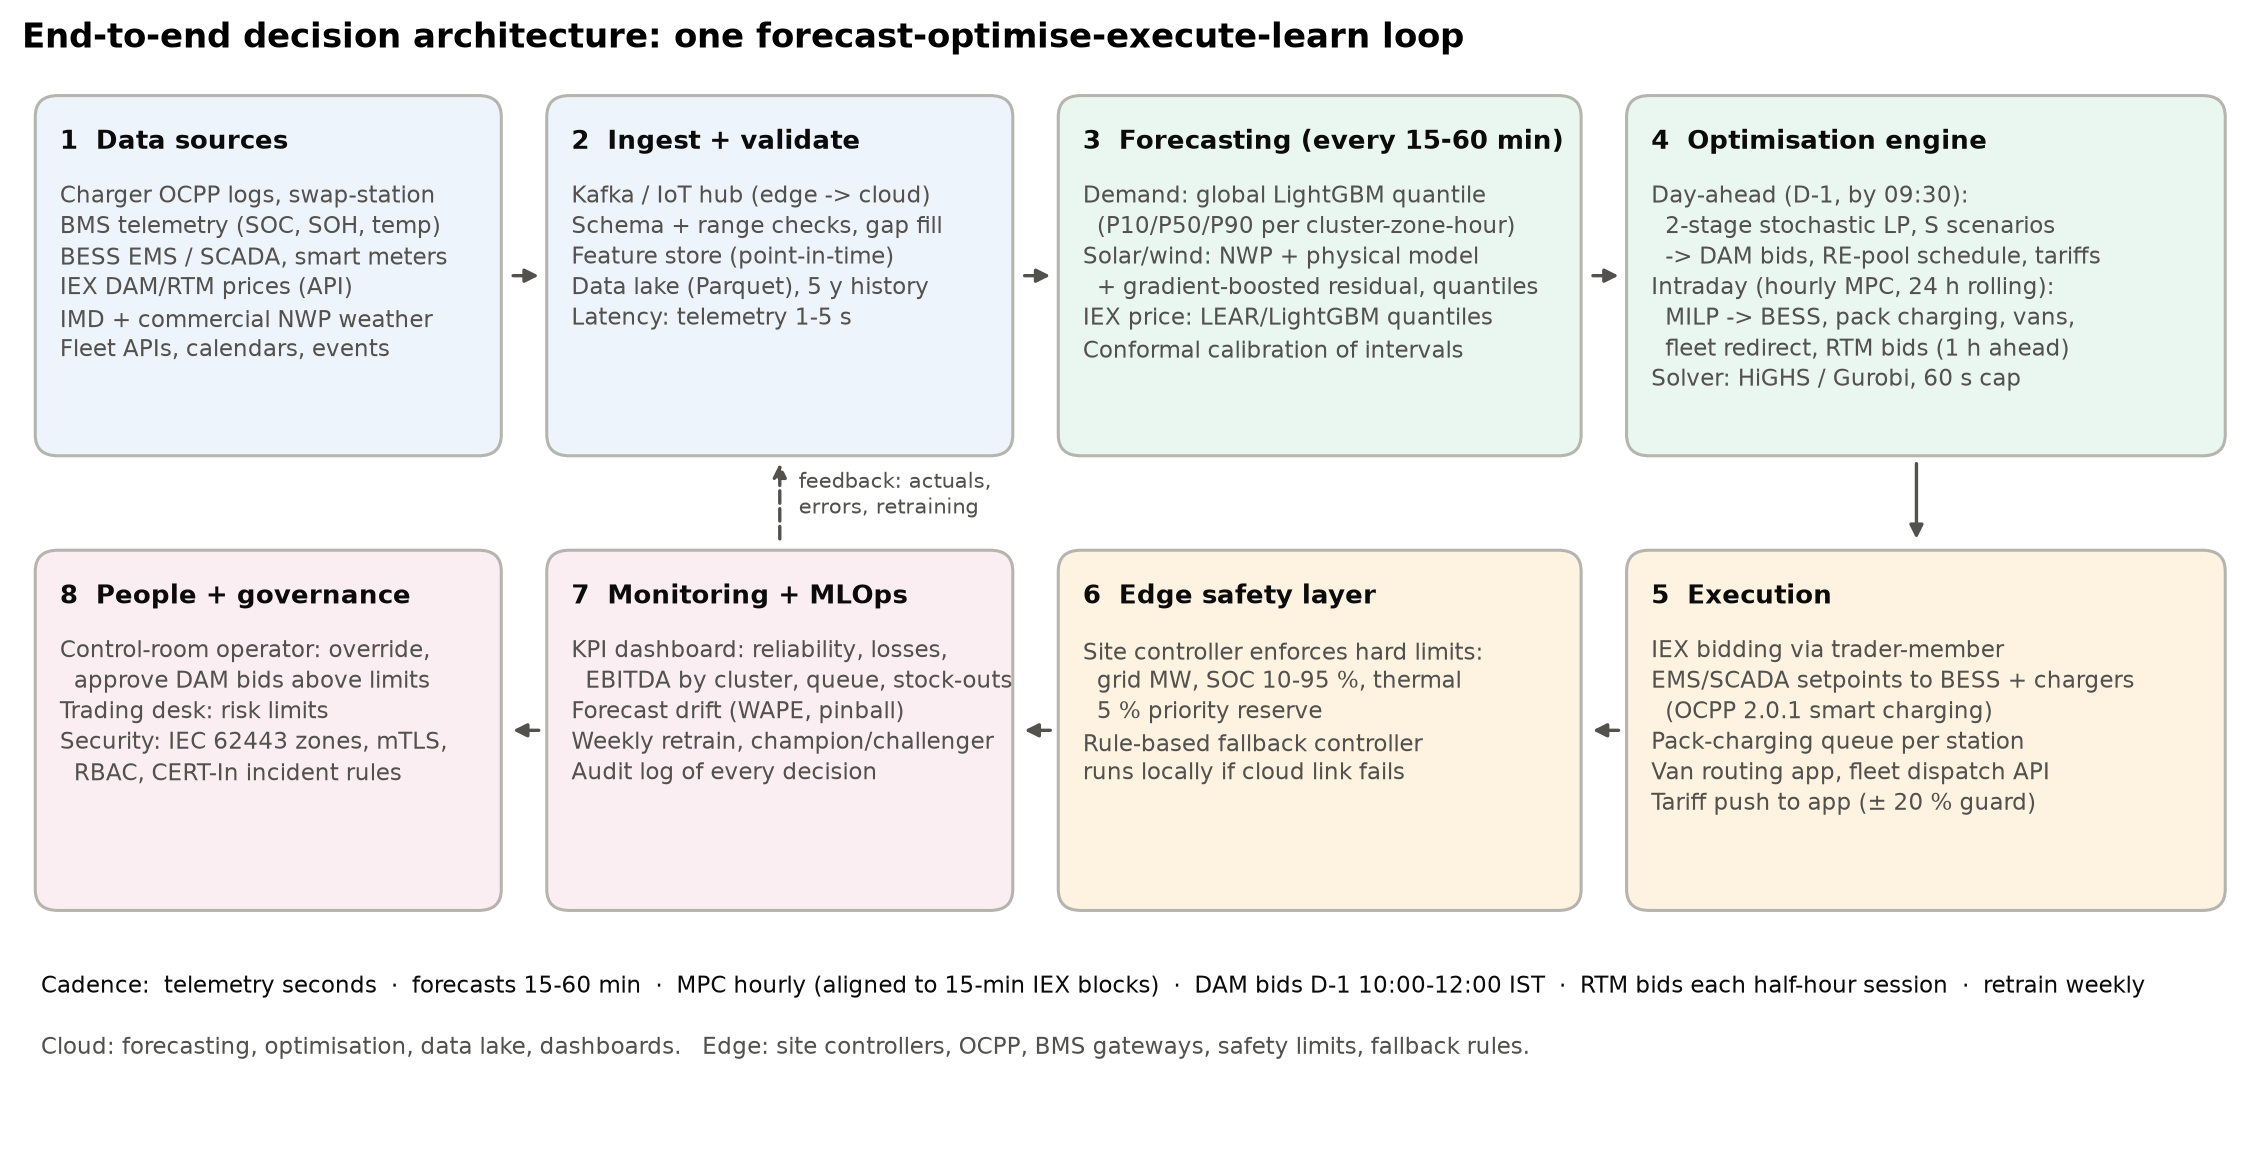 End-to-end decision architecture: one forecast-optimise-execute-learn loop
1 Data sources
Charger OCPP logs, swap-station
BMS telemetry (SOC, SOH, temp)
BESS EMS / SCADA, smart meters
IEX DAM/RTM prices (API)
IMD + commercial NWP weather
Fleet APIs, calendars, events
2 Ingest + validate
Kafka / IoT hub (edge -> cloud)
Schema + range checks, gap fill
Feature store (point-in-time)
Data lake (Parquet), 5 y history
Latency: telemetry 1-5 s
3 Forecasting (every 15-60 min)
Demand: global LightGBM quantile
(P10/P50/P90 per cluster-zone-hour)
Solar/wind: NWP + physical model
+ gradient-boosted residual, quantiles
IEX price: LEAR/LightGBM quantiles
Conformal calibration of intervals
4 Optimisation engine
Day-ahead (D-1, by 09:30):
2-stage stochastic LP, S scenarios
-> DAM bids, RE-pool schedule, tariffs
Intraday (hourly MPC, 24 h rolling):
MILP -> BESS, pack charging, vans,
fleet redirect, RTM bids (1 h ahead)
Solver: HiGHS / Gurobi, 60 s cap
feedback: actuals,
errors, retraining
8 People + governance
Control-room operator: override,
approve DAM bids above limits
Trading desk: risk limits
Security: IEC 62443 zones, mTLS,
RBAC, CERT-In incident rules
7 Monitoring + MLOps
KPI dashboard: reliability, losses,
EBITDA by cluster, queue, stock-outs
Forecast drift (WAPE, pinball)
Weekly retrain, champion/challenger
Audit log of every decision
6 Edge safety layer
Site controller enforces hard limits:
grid MW, SOC 10-95 %, thermal
5 % priority reserve
Rule-based fallback controller
runs locally if cloud link fails
5 Execution
IEX bidding via trader-member
EMS/SCADA setpoints to BESS + chargers
(OCPP 2.0.1 smart charging)
Pack-charging queue per station
Van routing app, fleet dispatch API
Tariff push to app (± 20 % guard)
Cadence: telemetry seconds · forecasts 15-60 min · MPC hourly (aligned to 15-min IEX blocks) · DAM bids D-1 10:00-12:00 IST · RTM bids each half-hour session · retrain weekly
Cloud: forecasting, optimisation, data lake, dashboards. Edge: site controllers, OCPP, BMS gateways, safety limits, fallback rules.